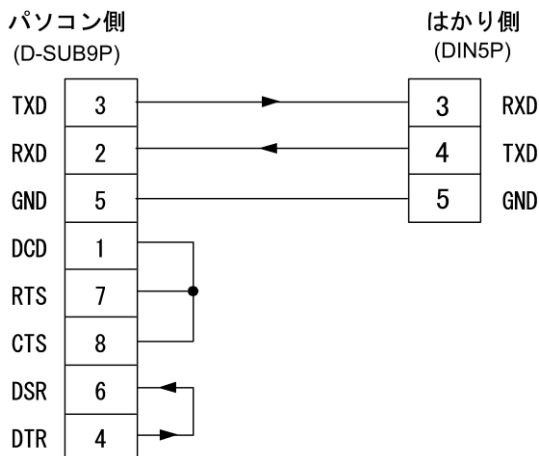 パソコン側 はかり側
(D-SUB9P) (DIN5P)
TXD 3 3 RXD
RXD 2 4 TXD
GND 5 5 GND
DCD 1
RTS 7
CTS 8
DSR 6
DTR 4